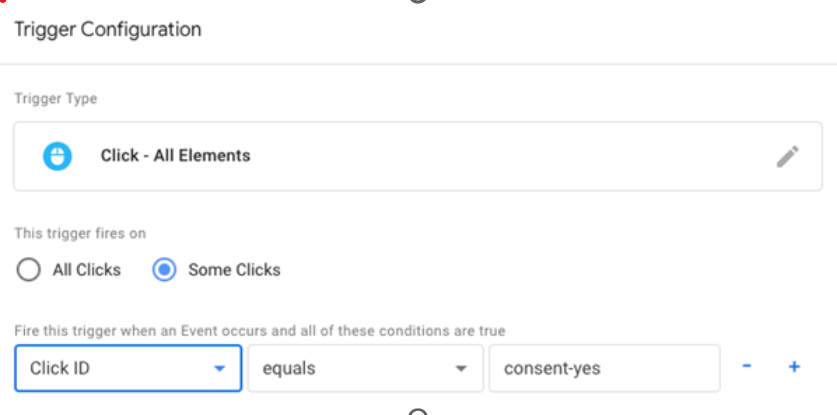 Trigger Configuration
Trigger Type
Click - All Elements
This trigger fires on
All Clicks Some Clicks
Fire this trigger when an Event occurs and all of these conditions are true
Click ID equals consent-yes - +